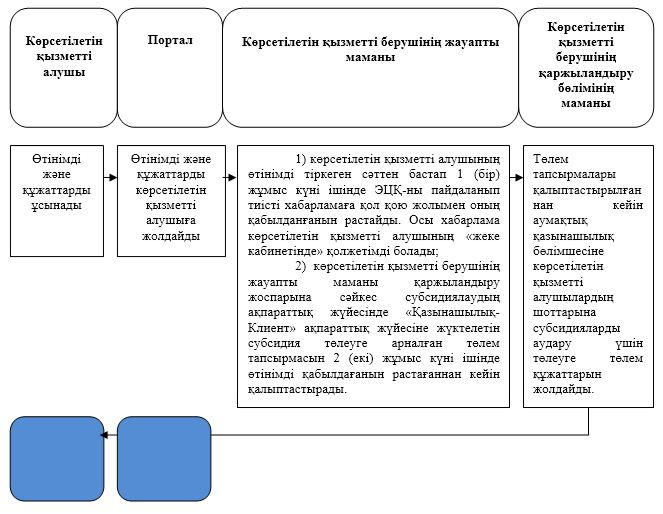 Көрсетілетін
қызметті
алушы
Портал
Көрсетілетін қызметті берушінің жауапты
маманы
Көрсетілетін
қызметті
берушінің
қаржыландыру
бөлімінің
маманы
Өтінімді
және
құжаттарды
ұсынады
Өтінімді және
құжаттарды
көрсетілетін
қызметті
алушыға
жолдайды
1) көрсетілетін қызметті алушының
өтінімді тіркеген сәттен бастап 1 (бір)
жұмыс күні ішінде ЭЦҚ-ны пайдаланып
тиісті хабарламаға қол қою жолымен оның
қабылданғанын растайды. Осы хабарлама
көрсетілетін қызметті алушының «жеке
кабинетінде» қолжетімді болады;
2) көрсетілетін қызметті берушінің
жауапты маманы қаржыландыру
жоспарына сәйкес субсидиялаудың
ақпараттық жүйесінде «Қазынашылық-
Клиент» ақпараттық жүйесіне жүктелетін
субсидия төлеуге арналған төлем
тапсырмасын 2 (екі) жұмыс күні ішінде
өтінімді қабылдағанын растағаннан кейін
қалыптастырады.
Төлем
тапсырмалары
қалыптастырылған
нан кейін
аумақтық
қазынашылық
бөлімшесіне
көрсетілетін
қызметті
алушылардың
шоттарына
субсидияларды
аудару үшін
төлеуге төлем
құжаттарын
жолдайды.